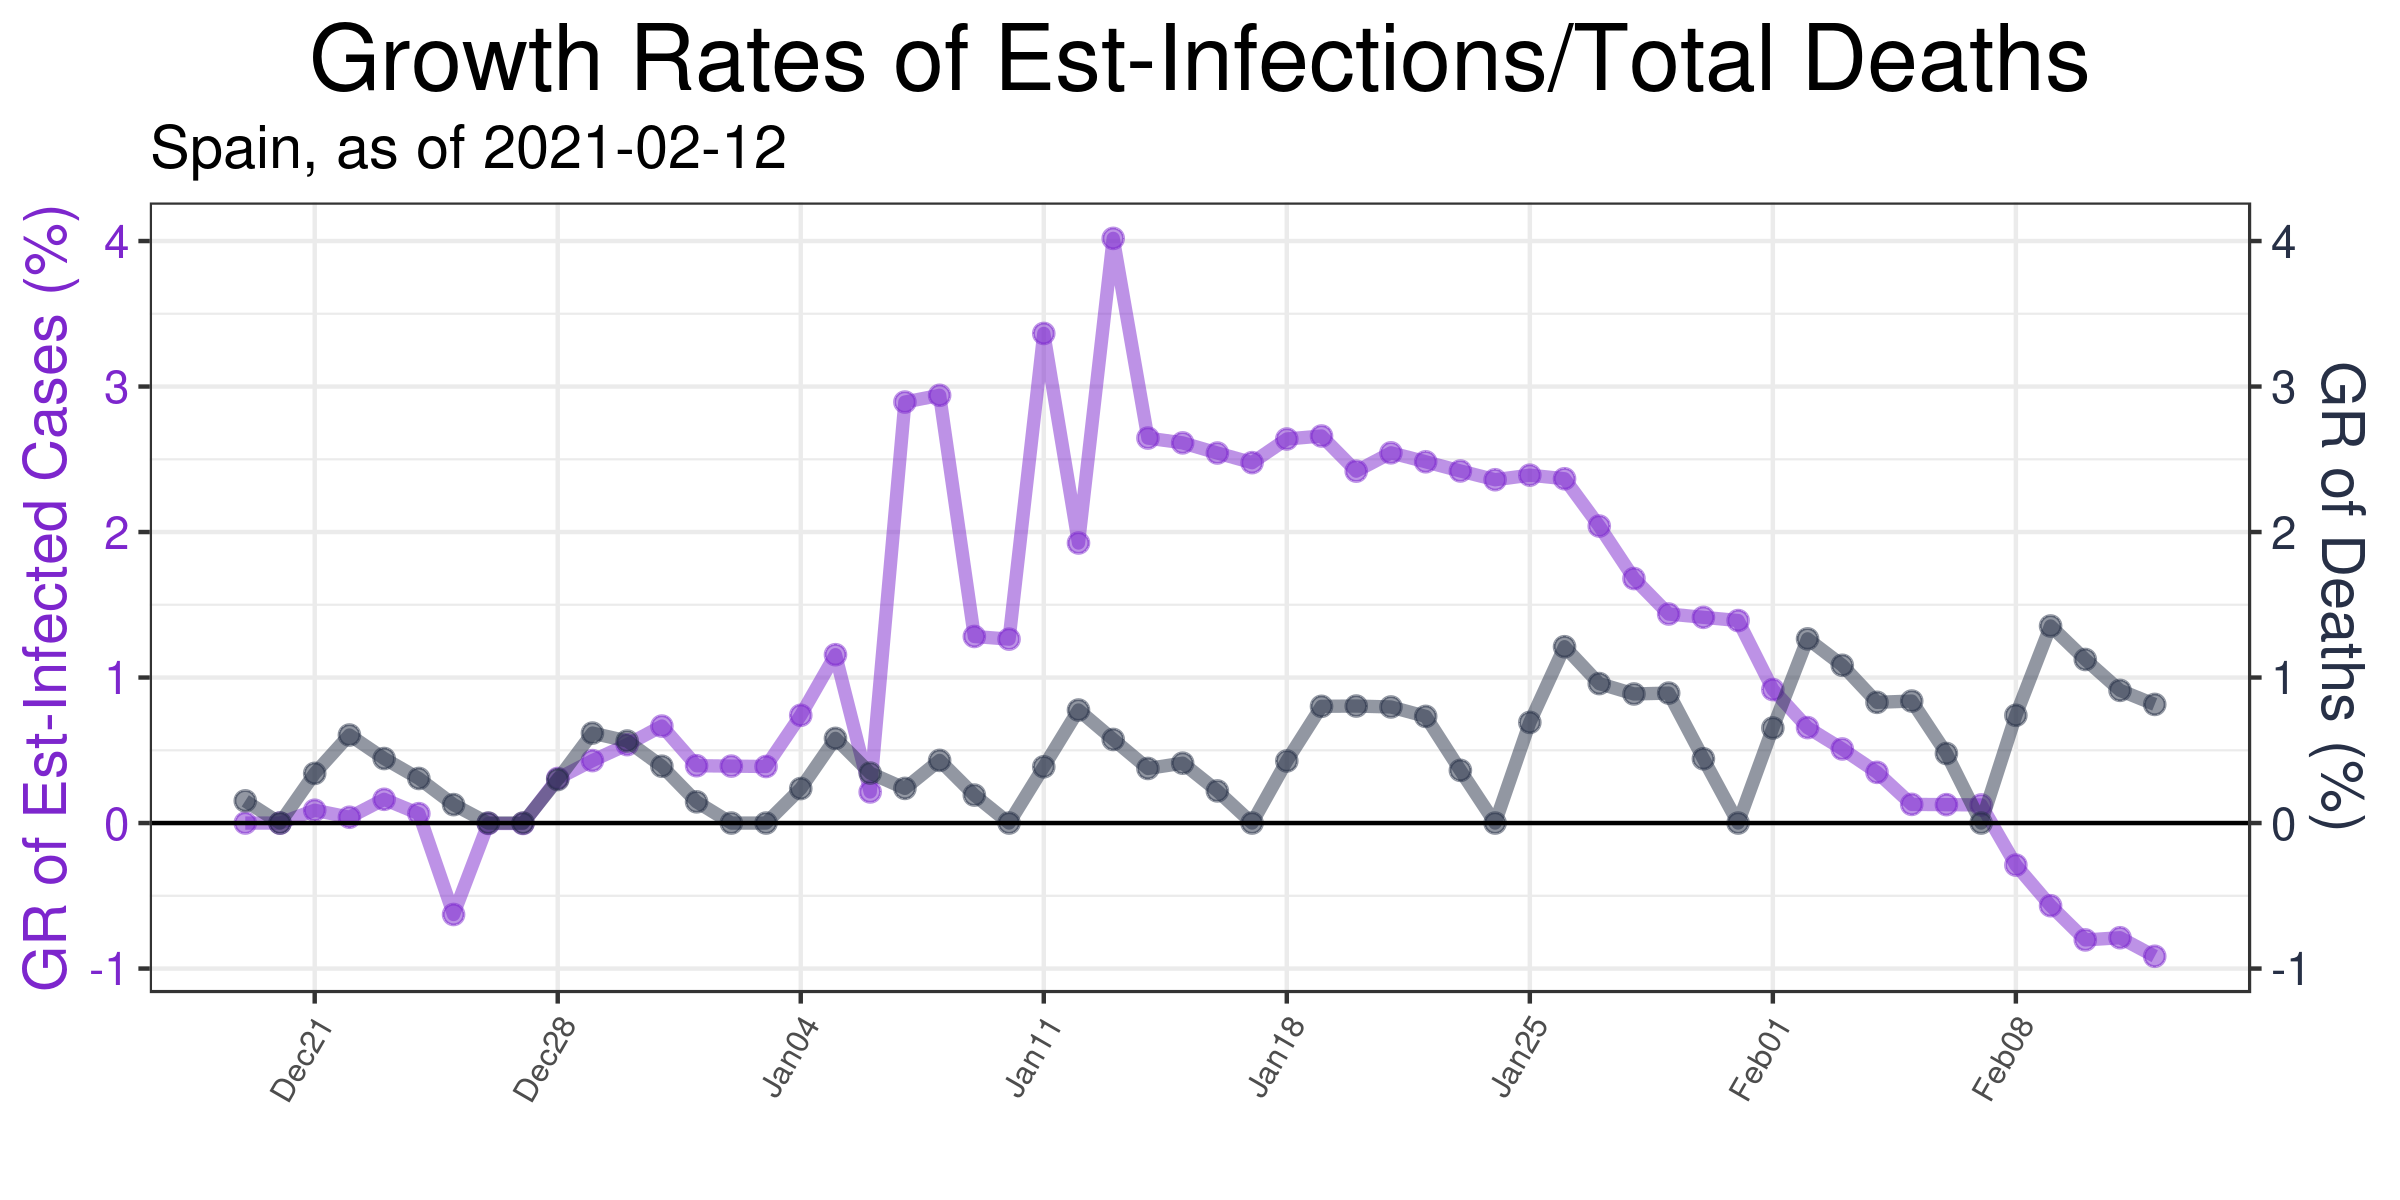 Growth Rates of Est-Infections/Total Deaths
Spain, as of 2021-02-12
GR of Est-Infected Cases (%)
4
3
2
1
0
-1
4
3
2
1
0
-1
GR of Deaths (%)
Dec21
Dec28
Jan04
Jan11
Jan18
Jan25
Feb01
Feb08